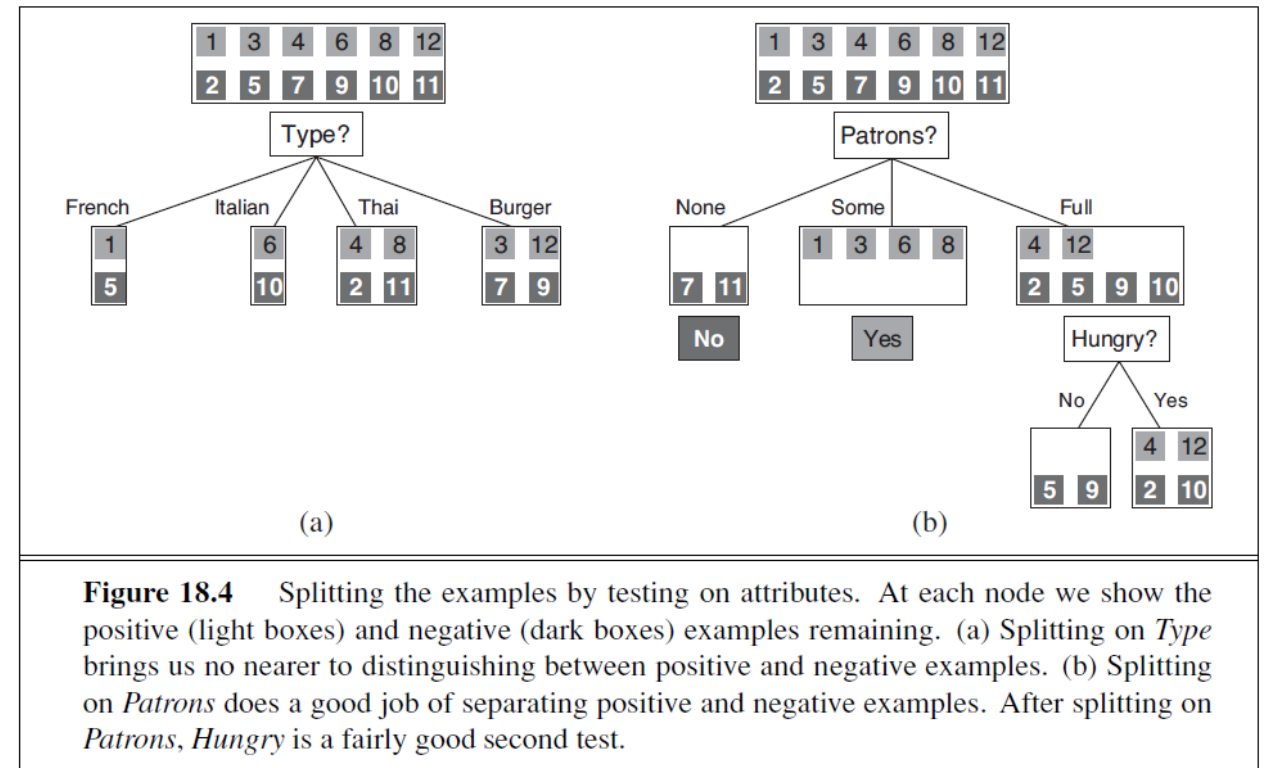 1 3 4 6 8 12
2 5 7 9 10 11
Type?
French Italian Thai Burger
1 6 4 8 3 12
5 10 2 11 7 9
(a)
1 3 4 6 8 12
2 5 7 9 10 11
Patrons?
None Some Full
1 3 6 8 4 12
7 11 2 5 9 10
No Yes Hungry?
No Yes
4 12
5 9 2 10
(b)
Figure 18.4 Splitting the examples by testing on attributes. At each node we show the
positive (light boxes) and negative (dark boxes) examples remaining. (a) Splitting on Type
brings us no nearer to distinguishing between positive and negative examples. (b) Splitting
on Patrons does a good job of separating positive and negative examples. After splitting on
Patrons, Hungry is a fairly good second test.